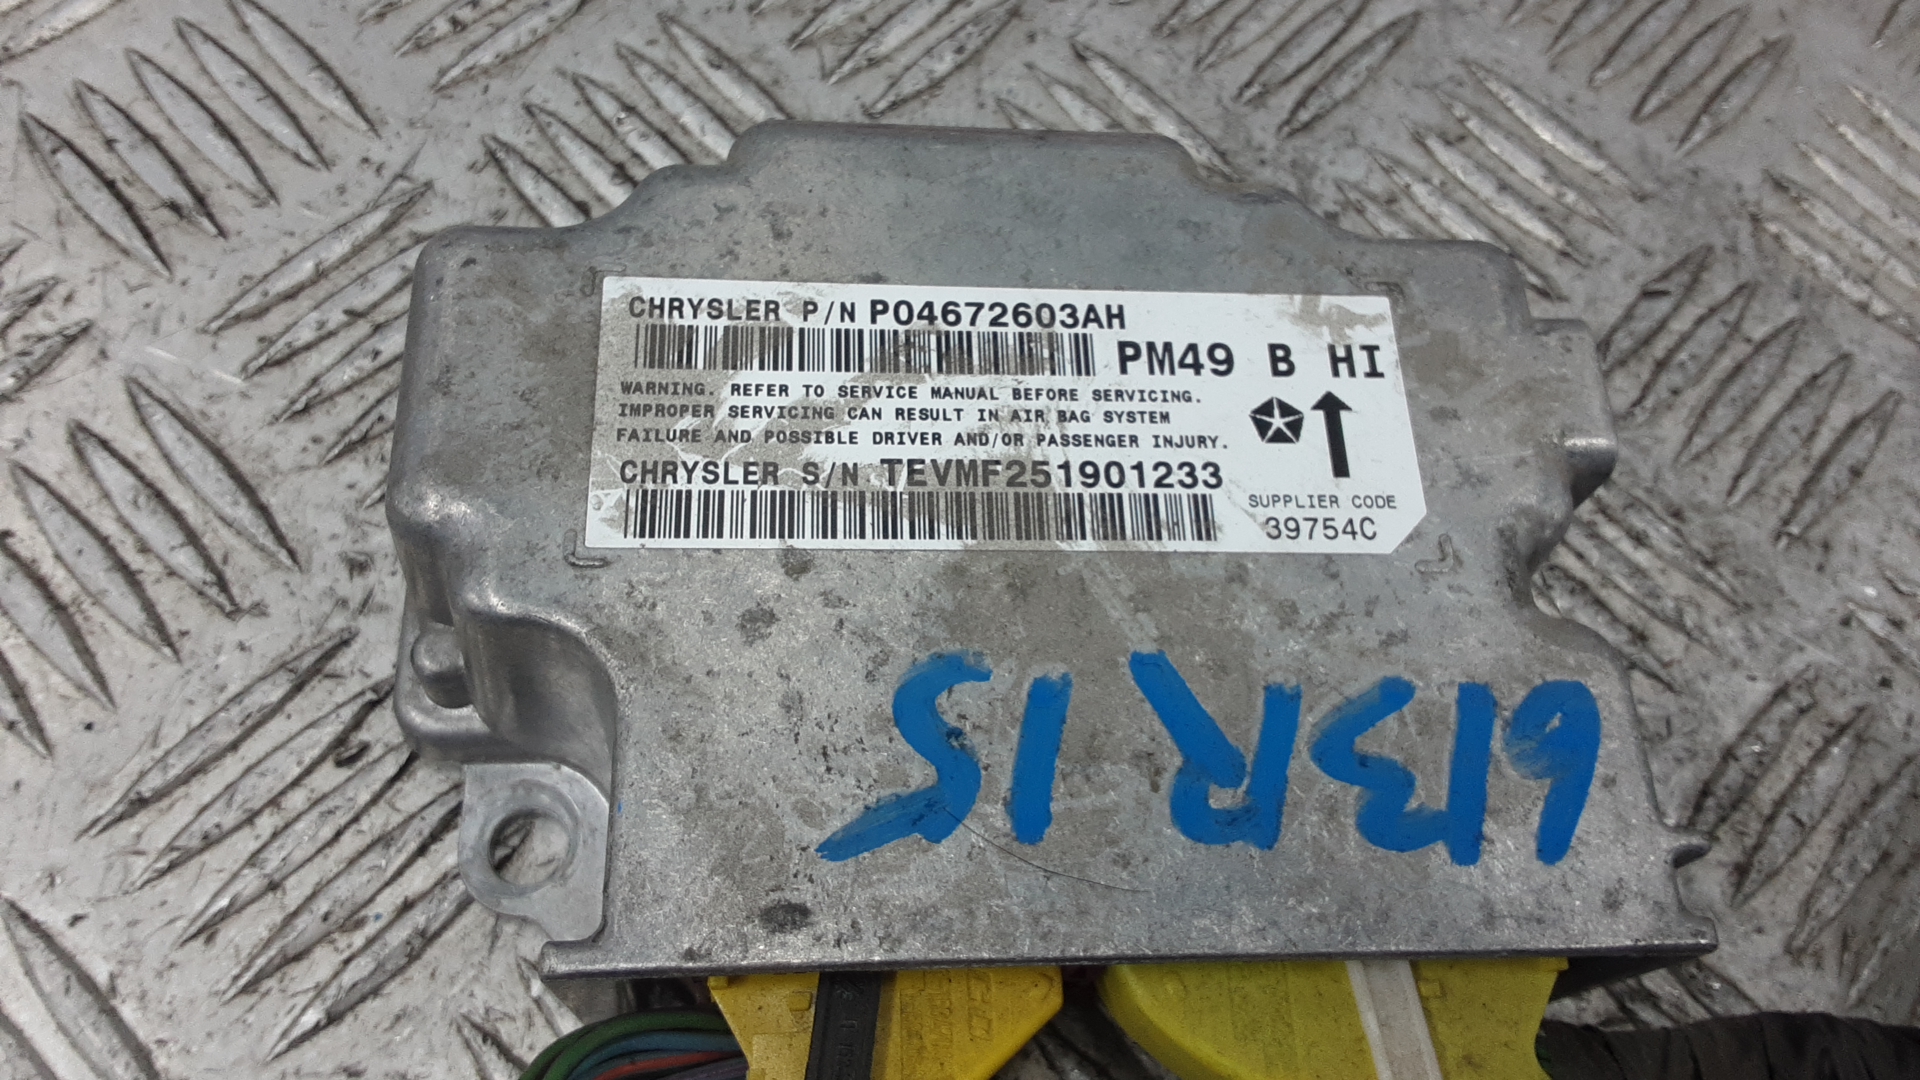 CHRYSLER P/N P04672603AH
PM49 B HI
WARNING. REFER TO SERVICE MANUAL BEFORE SERVICING.
IMPROPER SERVICING CAN RESULT IN AIR BAG SYSTEM
FAILURE AND POSSIBLE DRIVER AND/OR PASSENGER INJURY.
CHRYSLER S/N TEVMF251901233
SUPPLIER CODE
39754C